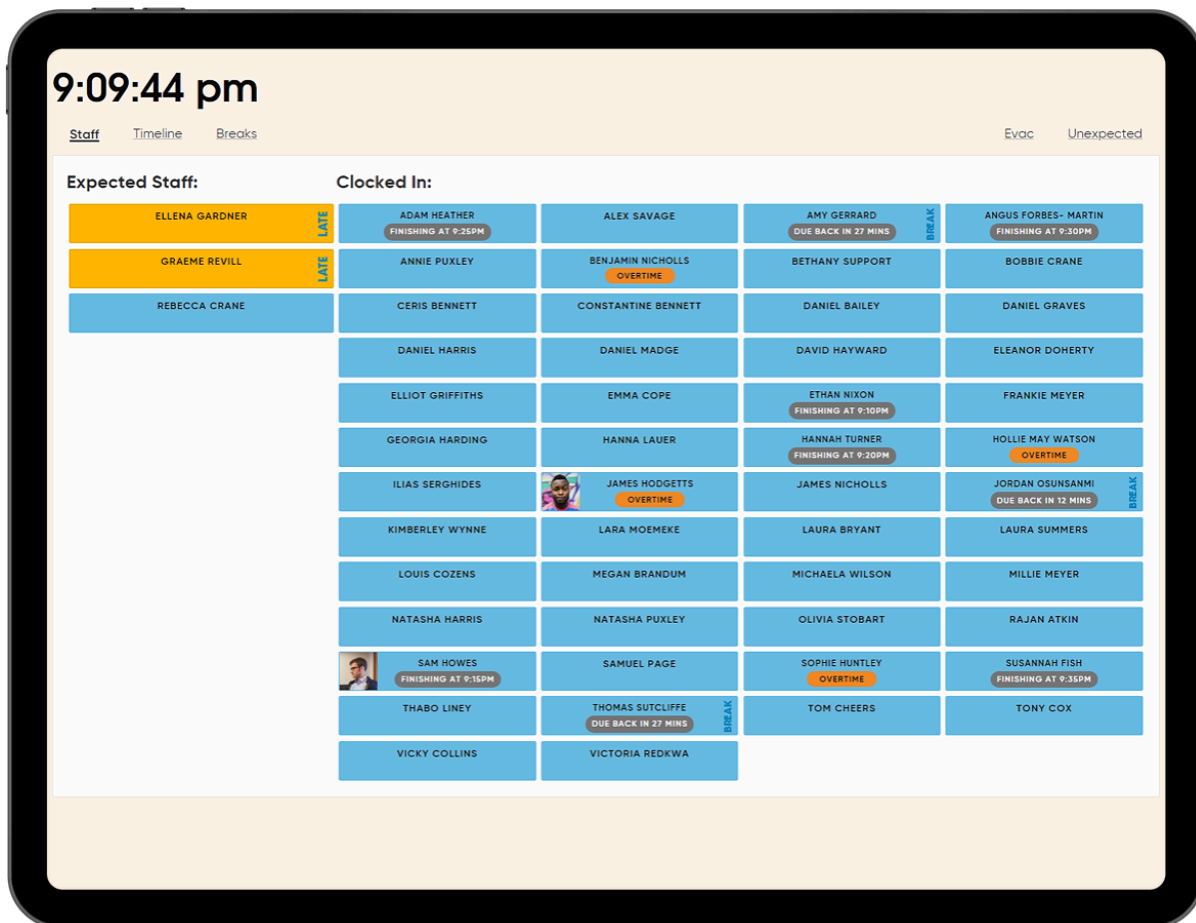 9:09:44 pm
Staff Timeline Breaks Evac Unexpected
Expected Staff:
ELLENA GARDNER
LATE
GRAEME REVILL
LATE
REBECCA CRANE
Clocked In:
ADAM HEATHER
FINISHING AT 9:25PM
ALEX SAVAGE
AMY GERRARD
DUE BACK IN 27 MINS
BREAK
ANGUS FORBES- MARTIN
FINISHING AT 9:30PM
ANNIE PUXLEY
BENJAMIN NICHOLLS
OVERTIME
BETHANY SUPPORT
BOBBIE CRANE
CERIS BENNETT
CONSTANTINE BENNETT
DANIEL BAILEY
DANIEL GRAVES
DANIEL HARRIS
DANIEL MADGE
DAVID HAYWARD
ELEANOR DOHERTY
ELLIOT GRIFFITHS
EMMA COPE
ETHAN NIXON
FINISHING AT 9:10PM
FRANKIE MEYER
GEORGIA HARDING
HANNA LAUER
HANNAH TURNER
FINISHING AT 9:20PM
HOLLIE MAY WATSON
OVERTIME
ILIAS SERGHIDES
JAMES HODGETTS
OVERTIME
JAMES NICHOLLS
JORDAN OSUNSANMI
DUE BACK IN 12 MINS
BREAK
KIMBERLEY WYNNE
LARA MOEMEKE
LAURA BRYANT
LAURA SUMMERS
LOUIS COZENS
MEGAN BRANDUM
MICHAELA WILSON
MILLIE MEYER
NATASHA HARRIS
NATASHA PUXLEY
OLIVIA STOBART
RAJAN ATKIN
SAM HOWES
FINISHING AT 9:15PM
SAMUEL PAGE
SOPHIE HUNTLEY
OVERTIME
SUSANNAH FISH
FINISHING AT 9:35PM
THABO LINEY
THOMAS SUTCLIFFE
DUE BACK IN 27 MINS
BREAK
TOM CHEERS
TONY COX
VICKY COLLINS
VICTORIA REDKWA